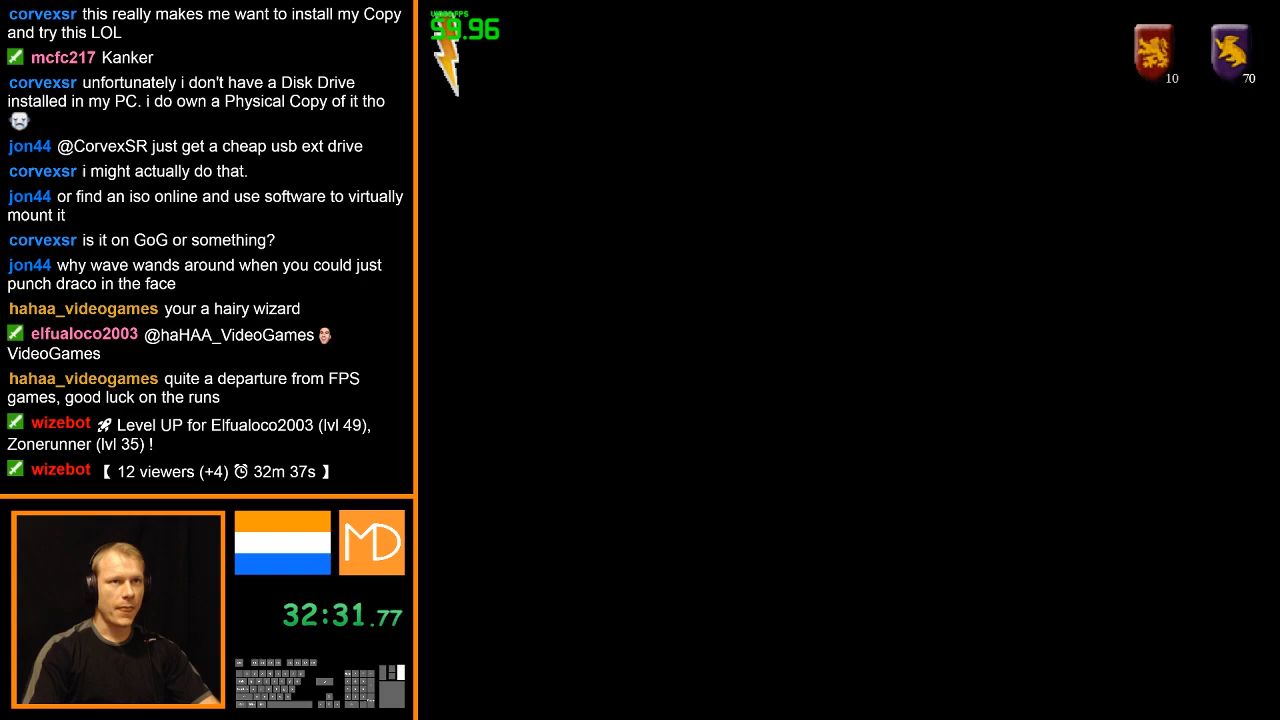 corvexsr this really makes me want to install my Copy
and try this LOL
mcfc217 Kanker
corvexsr unfortunately i don't have a Disk Drive
installed in my PC. i do own a Physical Copy of it tho
jon44 @CorvexSR just get a cheap usb ext drive
corvexsr i might actually do that.
jon44 or find an iso online and use software to virtually
mount it
corvexsr is it on GoG or something?
jon44 why wave wands around when you could just
punch draco in the face
hahaa_videogames your a hairy wizard
elfualoco2003 @haHAA_VideoGames
VideoGames
hahaa_videogames quite a departure from FPS
games, good luck on the runs
wizebot 🚀 Level UP for Elfualoco2003 (lvl 49),
Zonerunner (lvl 35) !
wizebot 【 12 viewers (+4) ⏰ 32m 37s 】
MD
32:31.77
10
70